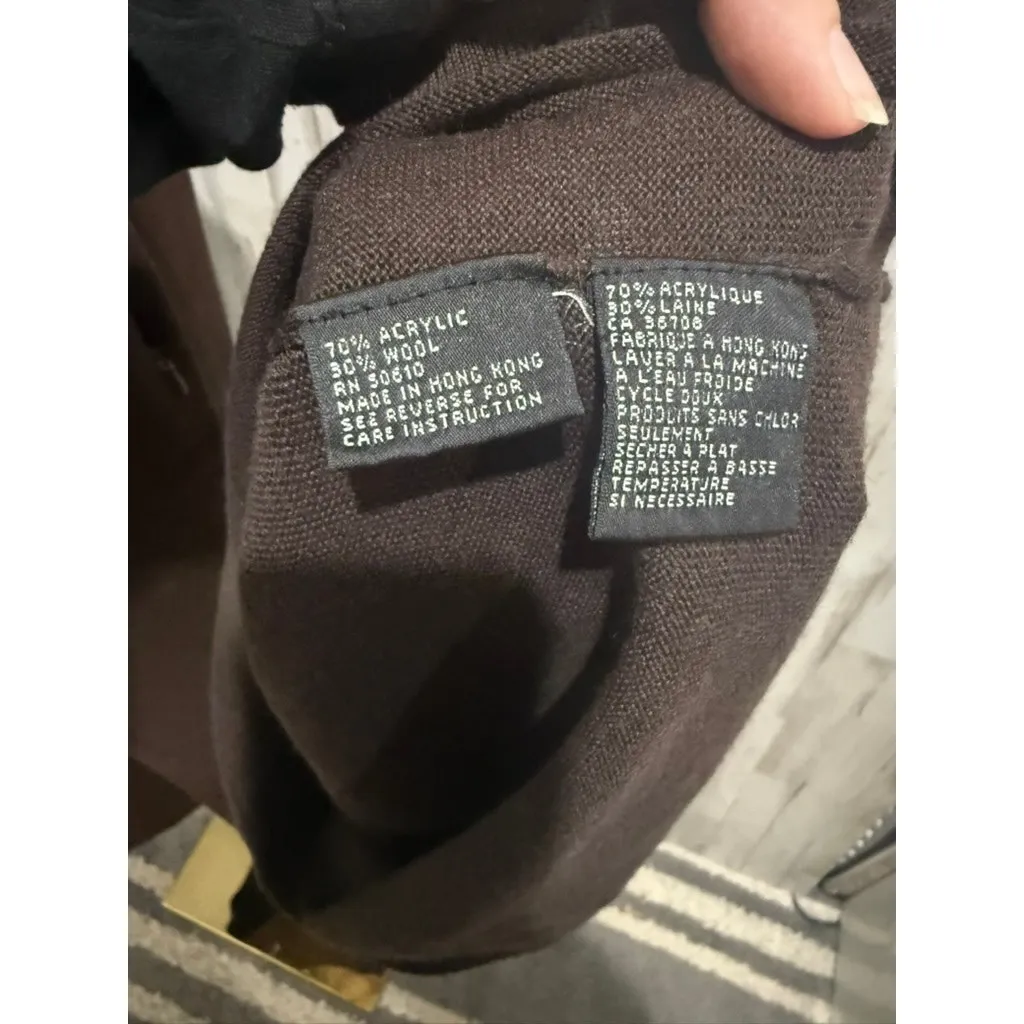 70% ACRYLIC
30% WOOL
RN 50610
MADE IN HONG KONG
SEE REVERSE FOR
CARE INSTRUCTION
70% ACRYLIQUE
30% LAINE
CA 36708
FABRIQUE A HONG KONG
LAVER A LA MACHINE
A L'EAU FROIDE
CYCLE DOUX
PRODUITS SANS CHLOR
SEULEMENT
SECHER A PLAT
REPASSER A BASSE
TEMPERATURE
SI NECESSAIRE